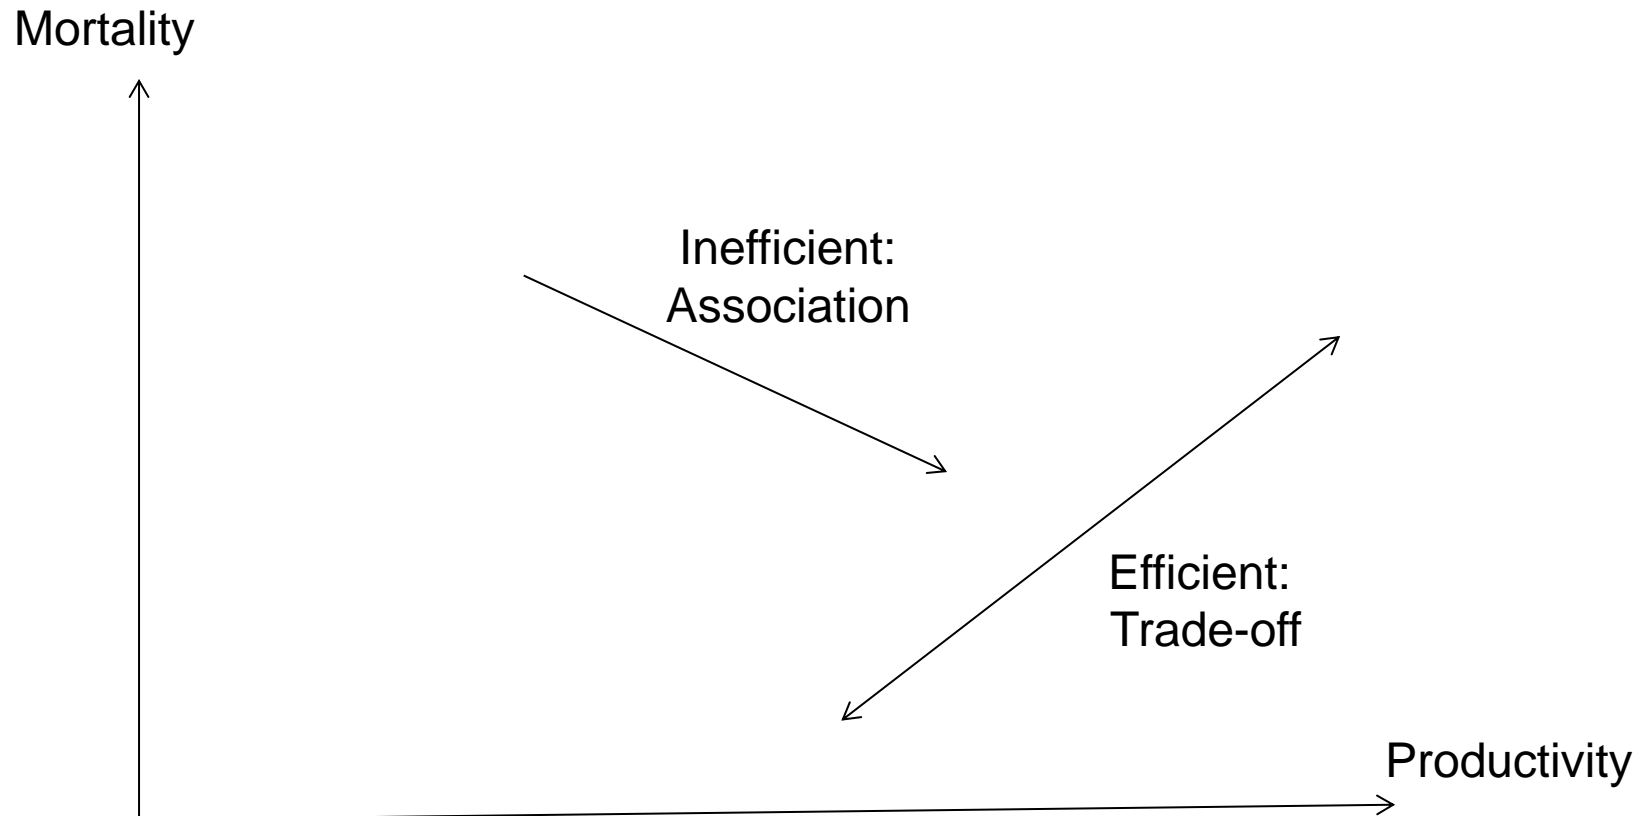 Mortality
Inefficient:
Association
Efficient:
Trade-off
Productivity